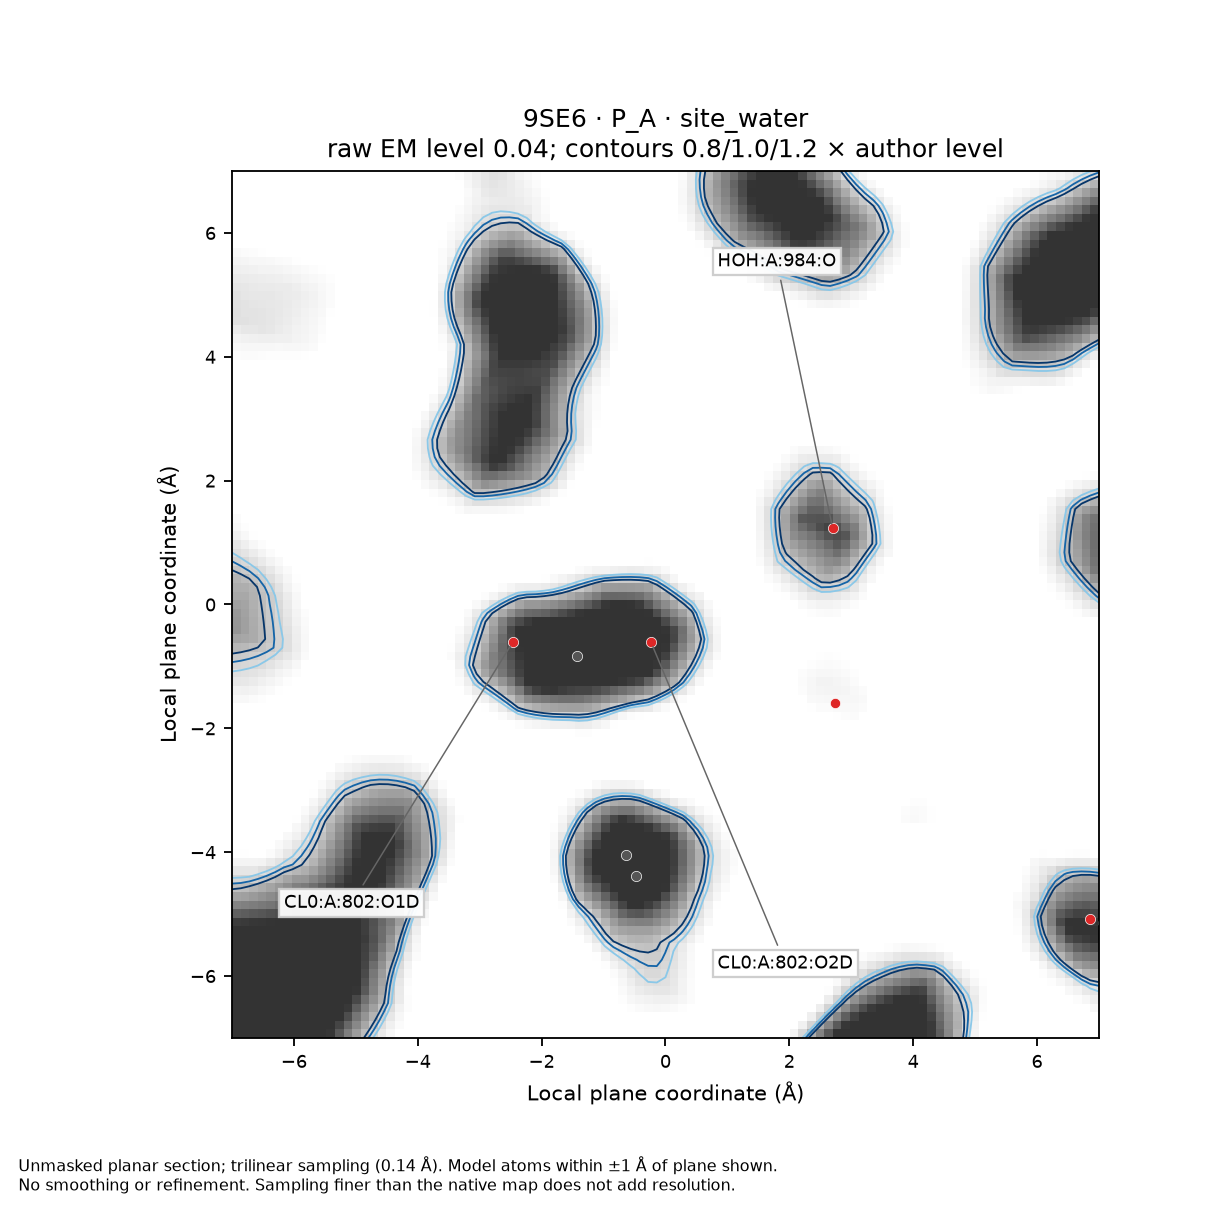 9SE6 · P_A · site_water
raw EM level 0.04; contours 0.8/1.0/1.2 × author level
HOH:A:984:O
CL0:A:802:O1D
CL0:A:802:O2D
6
4
2
0
−2
−4
−6
Local plane coordinate (Å)
−6 −4 −2 0 2 4 6
Local plane coordinate (Å)
Unmasked planar section; trilinear sampling (0.14 Å). Model atoms within ±1 Å of plane shown.
No smoothing or refinement. Sampling finer than the native map does not add resolution.